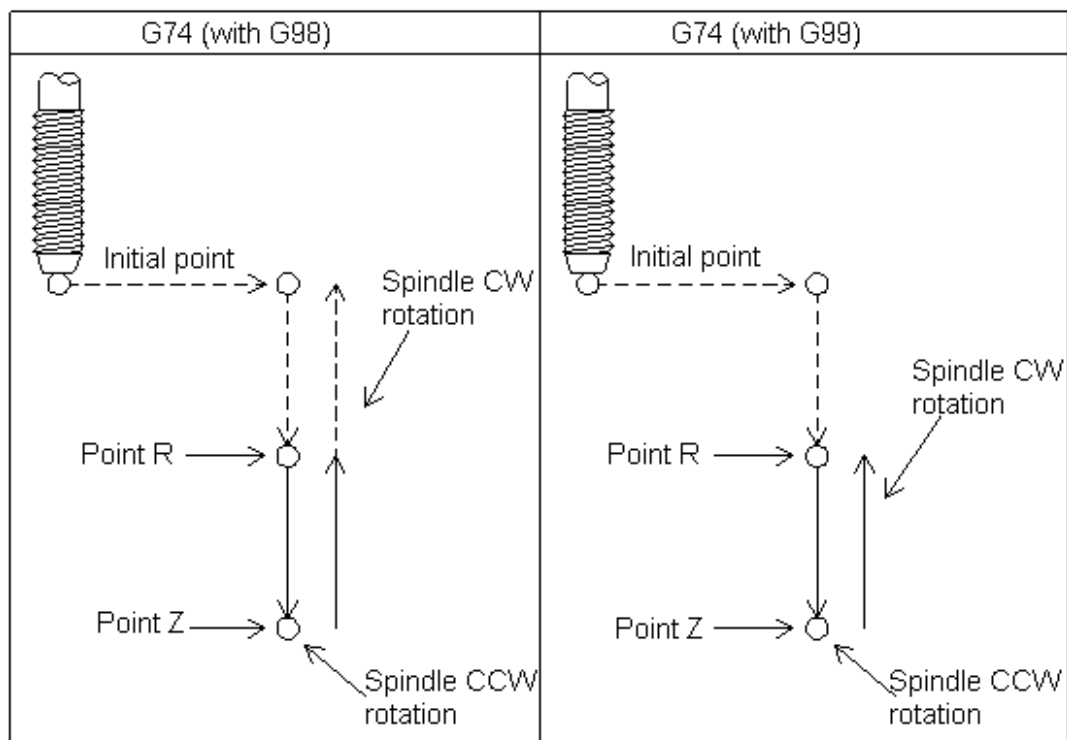 G74 (with G98)
G74 (with G99)
Initial point
Spindle CW
rotation
Point R
Point Z
Spindle CCW
rotation
Initial point
Spindle CW
rotation
Point R
Point Z
Spindle CCW
rotation